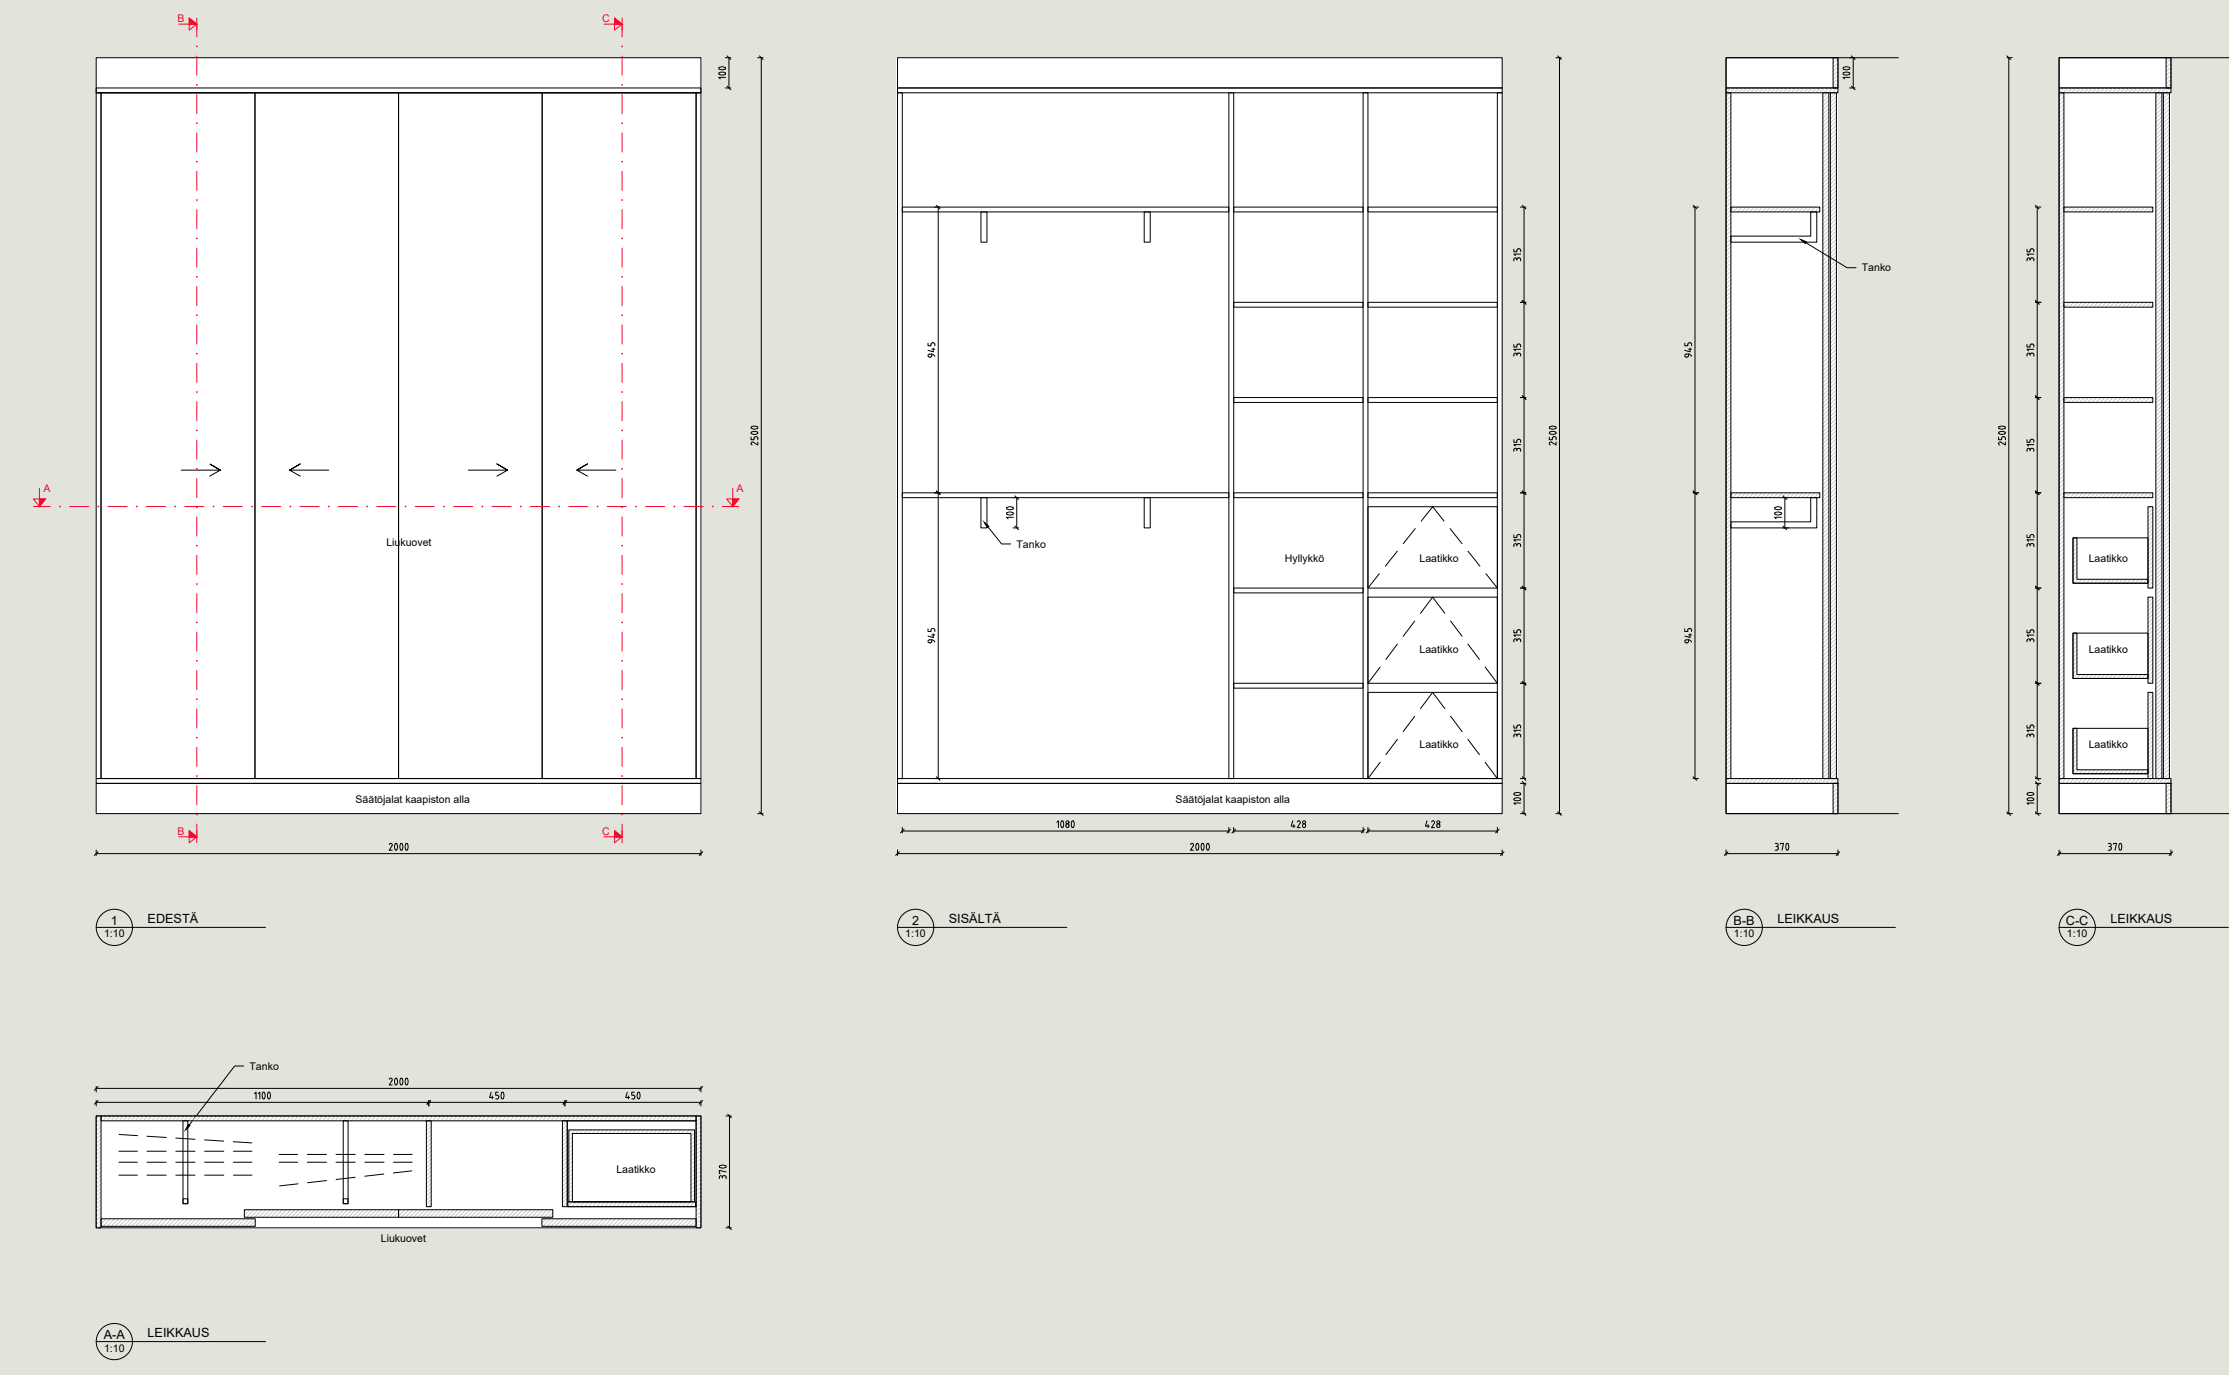 B
C
100
2500
A
A
Liukuovet
Säätöjalat kaapiston alla
B
C
2000
1
1:10
EDESTÄ
945
945
100
Tanko
Hyllykkö
Laatikko
Laatikko
Laatikko
315
315
315
315
315
315
100
2500
Säätöjalat kaapiston alla
1080
428
428
2000
2
1:10
SISÄLTÄ
100
Tanko
945
100
945
370
B-B
1:10
LEIKKAUS
2500
315
315
315
315
315
315
100
Laatikko
Laatikko
Laatikko
370
C-C
1:10
LEIKKAUS
Tanko
2000
1100
450
450
Laatikko
370
Liukuovet
A-A
1:10
LEIKKAUS